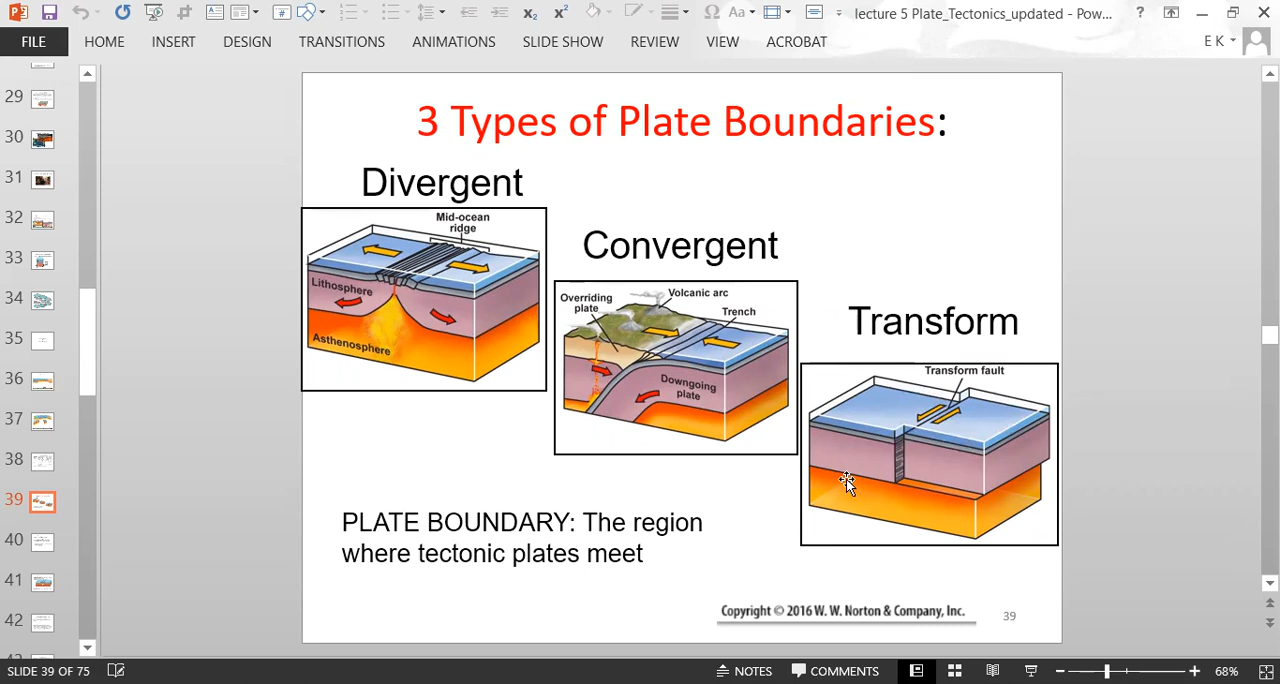 lecture 5 Plate_Tectonics_updated - Pow...
FILE HOME INSERT DESIGN TRANSITIONS ANIMATIONS SLIDE SHOW REVIEW VIEW ACROBAT E K
29
30
31
32
33
34
35
36
37
38
39
40
41
42
3 Types of Plate Boundaries:
Divergent
Mid-ocean
ridge
Lithosphere
Asthenosphere
Convergent
Overriding
plate
Volcanic arc
Trench
Downgoing
plate
Transform
Transform fault
PLATE BOUNDARY: The region
where tectonic plates meet
Copyright © 2016 W. W. Norton & Company, Inc.
39
SLIDE 39 OF 75 NOTES COMMENTS 68%